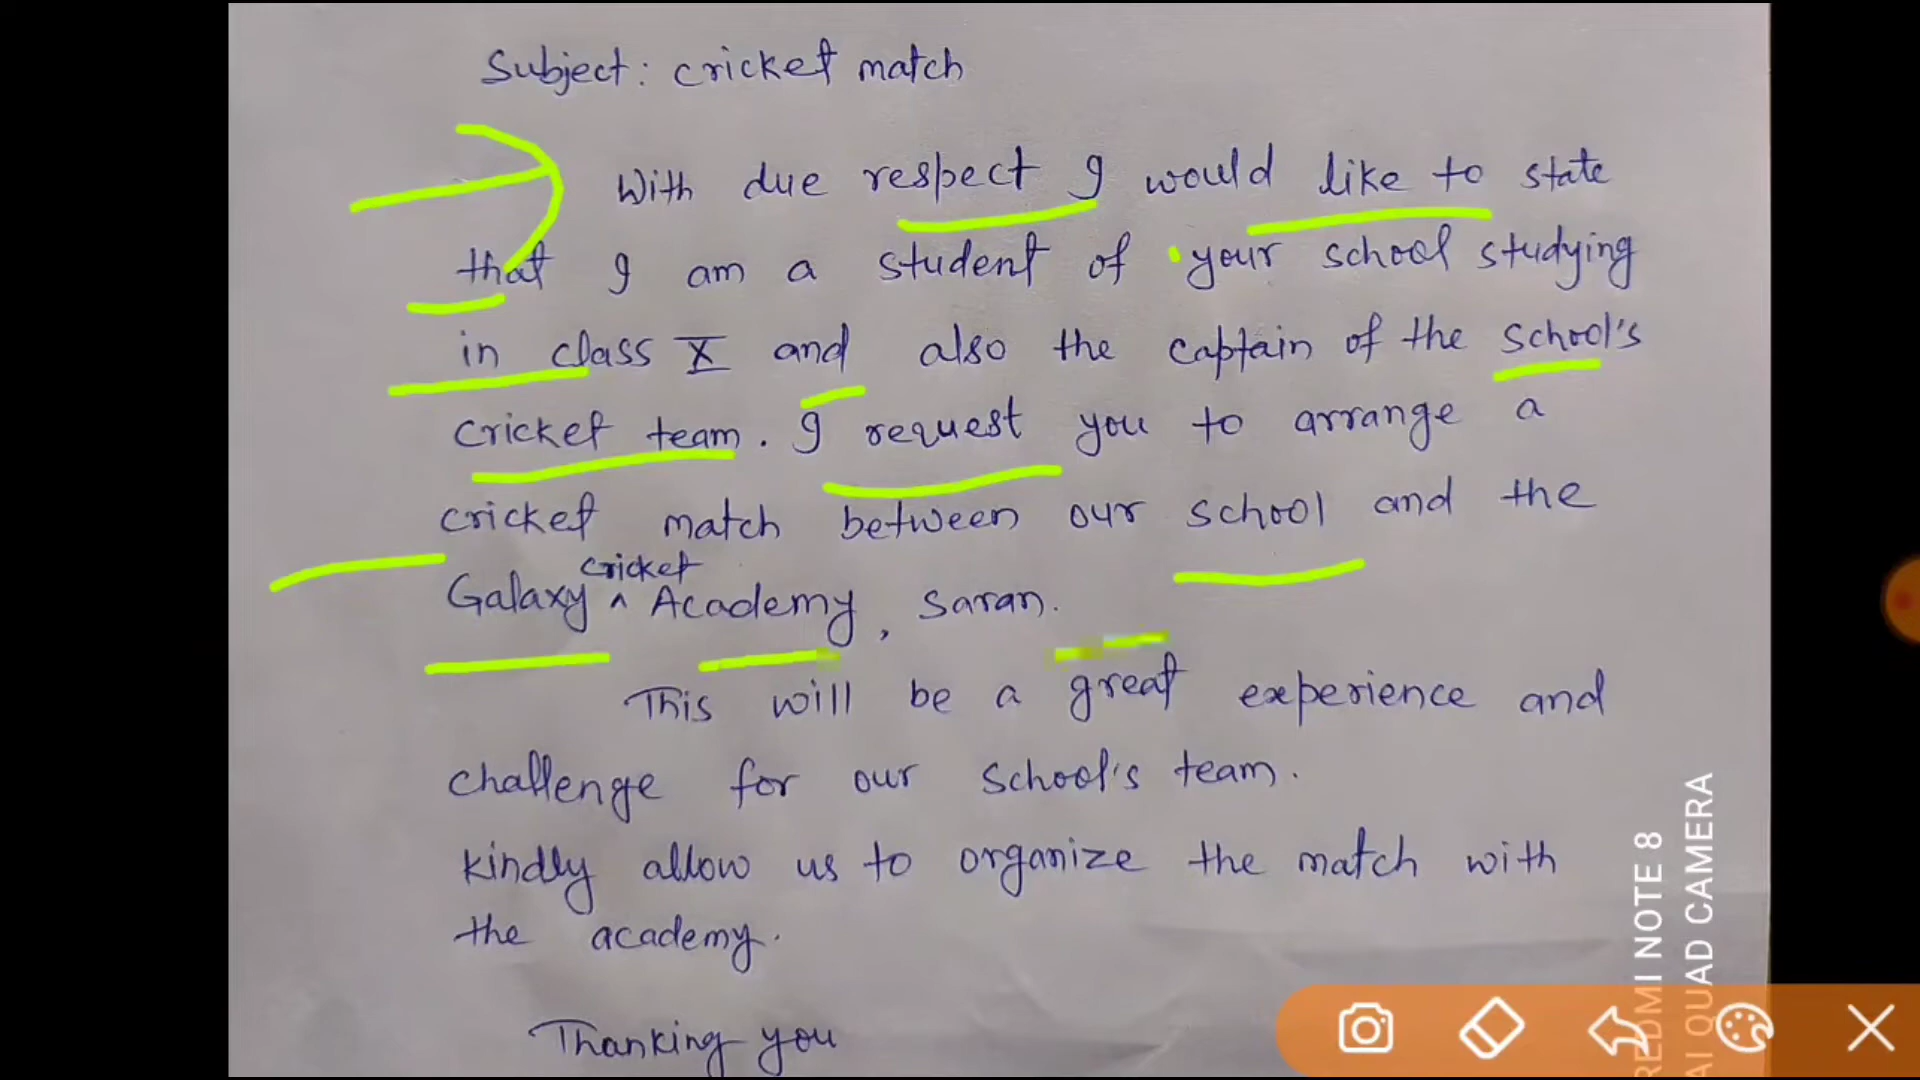 Subject: cricket match
With due respect I would like to state
that I am a student of your school studying
in class X and also the captain of the school's
cricket team. I request you to arrange a
cricket match between our school and the
Galaxy ^ cricket Academy, Saran.
This will be a great experience and
challenge for our school's team.
kindly allow us to organize the match with
the academy.
Thanking you
REDMI NOTE 8
AI QUAD CAMERA